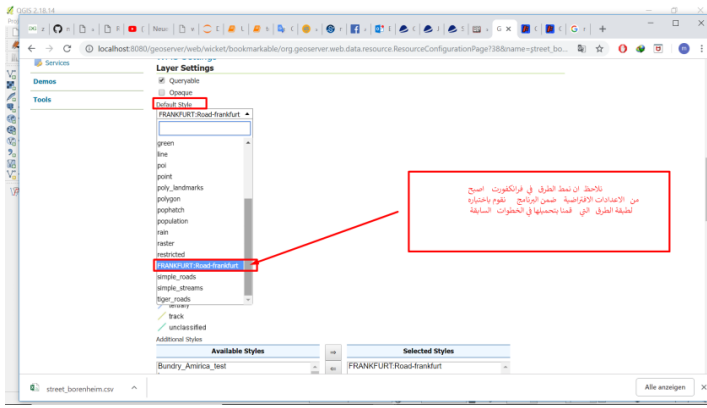 QGIS 2.18.14
localhost:8080/geoserver/web/wicket/bookmarkable/org.geoserver.web.data.resource.ResourceConfigurationPage?38&name=street_bo...
Services
Demos
Tools
Layer Settings
Queryable
Opaque
Default Style
FRANKFURT:Road-frankfurt
green
line
poi
point
poly_landmarks
polygon
pophatch
population
rain
raster
restricted
FRANKFURT:Road-frankfurt
simple_roads
simple_streams
tiger_roads
tertiary
track
unclassified
Additional Styles
Available Styles
Selected Styles
Bundry_Amirica_test
FRANKFURT:Road-frankfurt
نلاحظ ان نمط الطرق في فرانكفورت اصبح
من الاعدادات الافتراضية ضمن البرنامج نقوم باختياره
لطبقة الطرق التي قمنا بتحميلها في الخطوات السابقة
street_borenheim.csv
Alle anzeigen